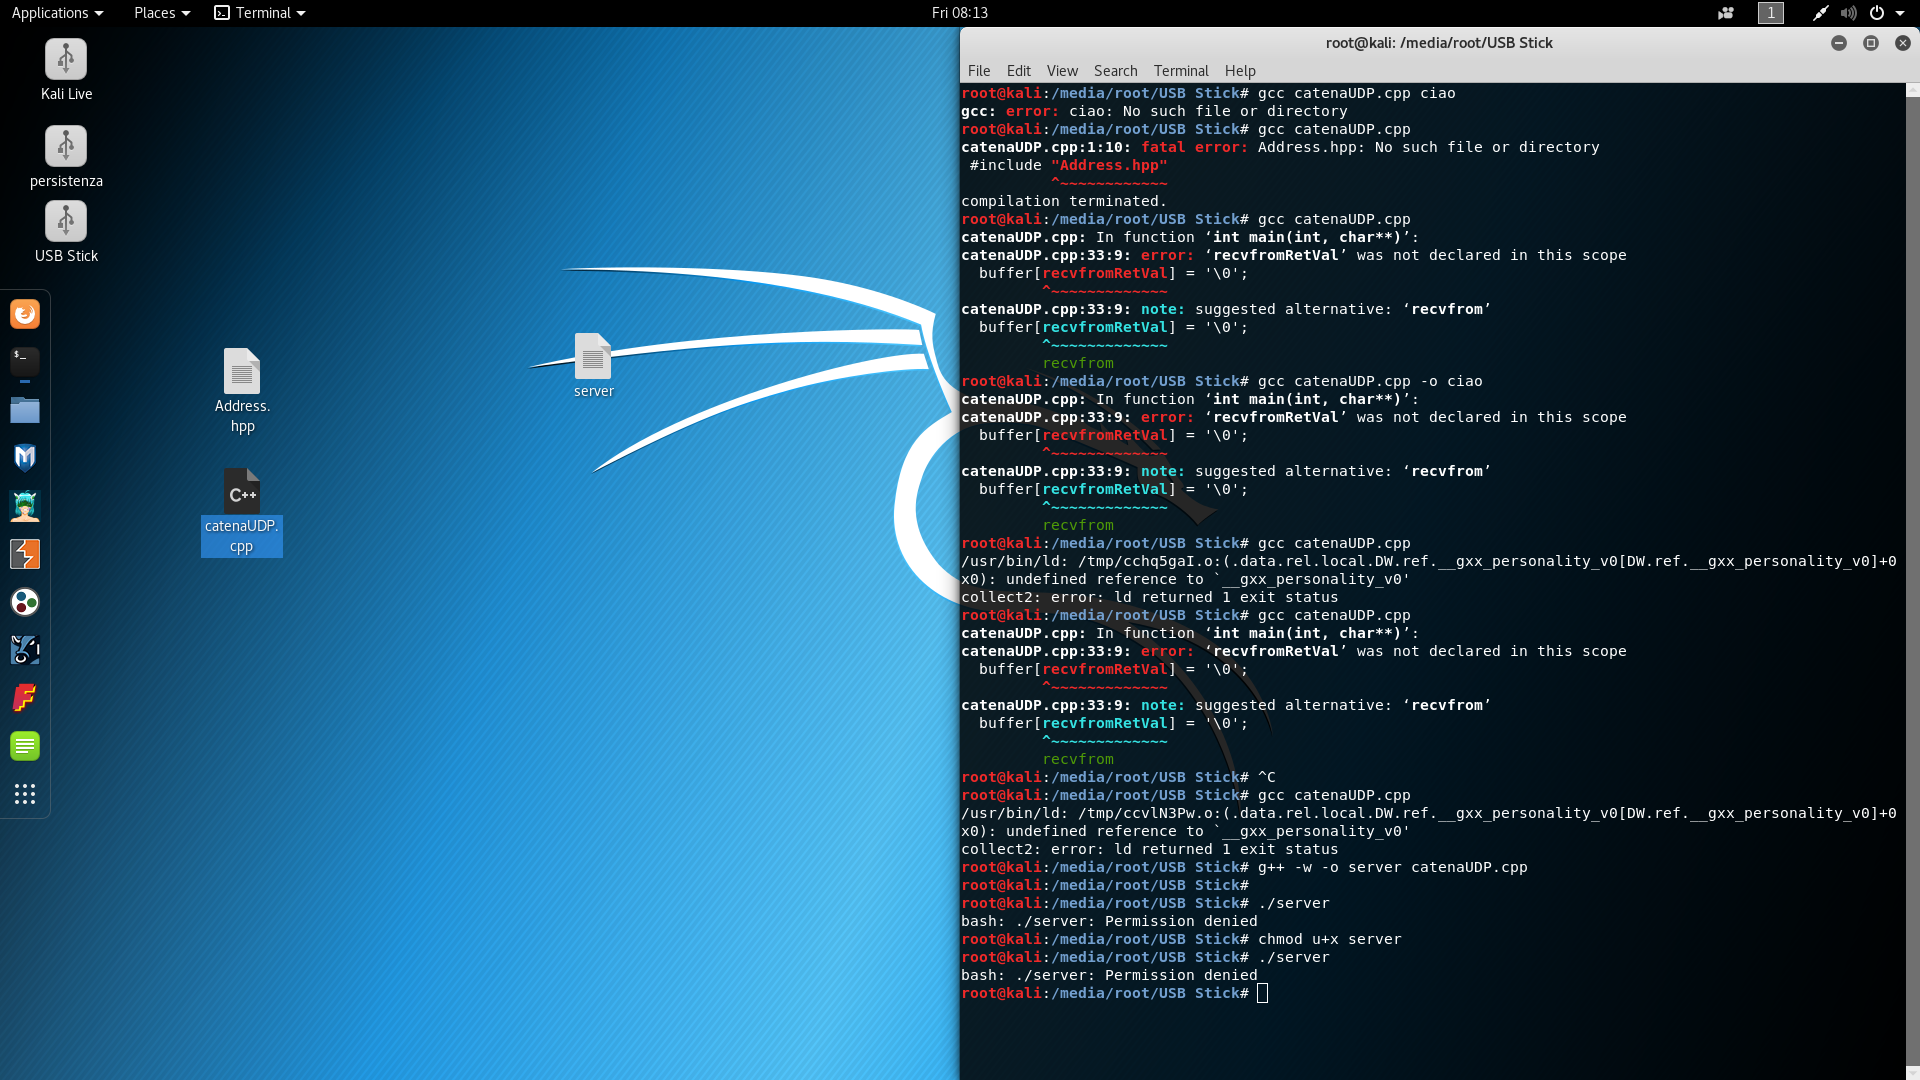 Applications Places Terminal Fri 08:13 1
Kali Live
persistenza
USB Stick
Address.
hpp
C++
catenaUDP.
cpp
server
root@kali: /media/root/USB Stick
File Edit View Search Terminal Help
root@kali:/media/root/USB Stick# gcc catenaUDP.cpp ciao
gcc: error: ciao: No such file or directory
root@kali:/media/root/USB Stick# gcc catenaUDP.cpp
catenaUDP.cpp:1:10: fatal error: Address.hpp: No such file or directory
 #include "Address.hpp"
          ^~~~~~~~~~~~~
compilation terminated.
root@kali:/media/root/USB Stick# gcc catenaUDP.cpp
catenaUDP.cpp: In function ‘int main(int, char**)’:
catenaUDP.cpp:33:9: error: ‘recvfromRetVal’ was not declared in this scope
  buffer[recvfromRetVal] = '\0';
         ^~~~~~~~~~~~~~
catenaUDP.cpp:33:9: note: suggested alternative: ‘recvfrom’
  buffer[recvfromRetVal] = '\0';
         ^~~~~~~~~~~~~~
         recvfrom
root@kali:/media/root/USB Stick# gcc catenaUDP.cpp -o ciao
catenaUDP.cpp: In function ‘int main(int, char**)’:
catenaUDP.cpp:33:9: error: ‘recvfromRetVal’ was not declared in this scope
  buffer[recvfromRetVal] = '\0';
         ^~~~~~~~~~~~~~
catenaUDP.cpp:33:9: note: suggested alternative: ‘recvfrom’
  buffer[recvfromRetVal] = '\0';
         ^~~~~~~~~~~~~~
         recvfrom
root@kali:/media/root/USB Stick# gcc catenaUDP.cpp
/usr/bin/ld: /tmp/cchq5gaI.o:(.data.rel.local.DW.ref.__gxx_personality_v0[DW.ref.__gxx_personality_v0]+0
x0): undefined reference to `__gxx_personality_v0'
collect2: error: ld returned 1 exit status
root@kali:/media/root/USB Stick# gcc catenaUDP.cpp
catenaUDP.cpp: In function ‘int main(int, char**)’:
catenaUDP.cpp:33:9: error: ‘recvfromRetVal’ was not declared in this scope
  buffer[recvfromRetVal] = '\0';
         ^~~~~~~~~~~~~~
catenaUDP.cpp:33:9: note: suggested alternative: ‘recvfrom’
  buffer[recvfromRetVal] = '\0';
         ^~~~~~~~~~~~~~
         recvfrom
root@kali:/media/root/USB Stick# ^C
root@kali:/media/root/USB Stick# gcc catenaUDP.cpp
/usr/bin/ld: /tmp/ccvlN3Pw.o:(.data.rel.local.DW.ref.__gxx_personality_v0[DW.ref.__gxx_personality_v0]+0
x0): undefined reference to `__gxx_personality_v0'
collect2: error: ld returned 1 exit status
root@kali:/media/root/USB Stick# g++ -w -o server catenaUDP.cpp
root@kali:/media/root/USB Stick#
root@kali:/media/root/USB Stick# ./server
bash: ./server: Permission denied
root@kali:/media/root/USB Stick# chmod u+x server
root@kali:/media/root/USB Stick# ./server
bash: ./server: Permission denied
root@kali:/media/root/USB Stick#